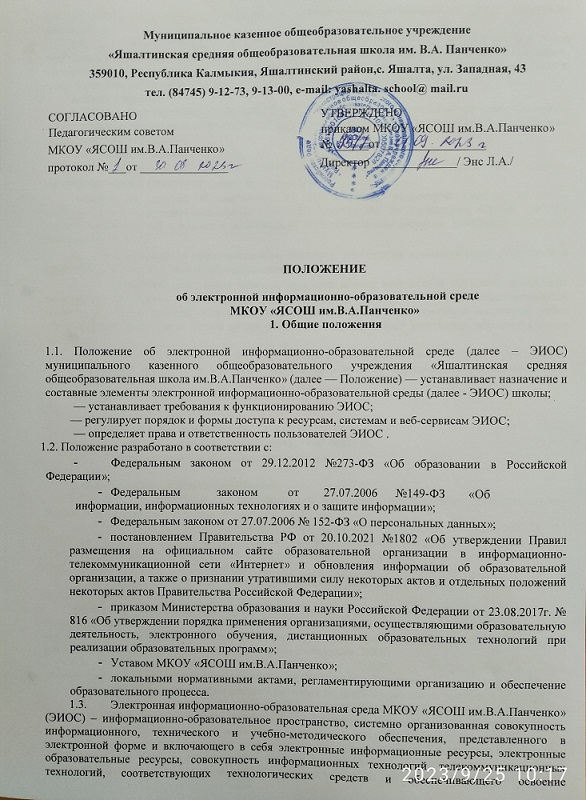 Муниципальное казенное общеобразовательное учреждение
«Яшалтинская средняя общеобразовательная школа им. В.А. Панченко»
359010, Республика Калмыкия, Яшалтинский район,с. Яшалта, ул. Западная, 43
тел. (84745) 9-12-73, 9-13-00, e-mail: yashalta. school@ mail.ru
СОГЛАСОВАНО
Педагогическим советом
МКОУ «ЯСОШ им.В.А.Панченко»
протокол № 1 от 30 08 2023г
УТВЕРЖДЕНО
приказом МКОУ «ЯСОШ им.В.А.Панченко»
№ от 09. 2023 г
Директор / Энс Л.А./
ПОЛОЖЕНИЕ
об электронной информационно-образовательной среде
МКОУ «ЯСОШ им.В.А.Панченко»
1. Общие положения
1.1. Положение об электронной информационно-образовательной среде (далее – ЭИОС)
муниципального казенного общеобразовательного учреждения «Яшалтинская средняя
общеобразовательная школа им.В.А.Панченко» (далее — Положение) — устанавливает назначение и
составные элементы электронной информационно-образовательной среды (далее - ЭИОС) школы;
— устанавливает требования к функционированию ЭИОС;
— регулирует порядок и формы доступа к ресурсам, системам и веб-сервисам ЭИОС;
— определяет права и ответственность пользователей ЭИОС .
1.2. Положение разработано в соответствии с:
- Федеральным законом от 29.12.2012 №273-ФЗ «Об образовании в Российской
Федерации»;
- Федеральным законом от 27.07.2006 №149-ФЗ «Об
информации, информационных технологиях и о защите информации»;
- Федеральным законом от 27.07.2006 № 152-ФЗ «О персональных данных»;
- постановлением Правительства РФ от 20.10.2021 №1802 «Об утверждении Правил
размещения на официальном сайте образовательной организации в информационно-
телекоммуникационной сети «Интернет» и обновления информации об образовательной
организации, а также о признании утратившими силу некоторых актов и отдельных положений
некоторых актов Правительства Российской Федерации»;
- приказом Министерства образования и науки Российской Федерации от 23.08.2017г. №
816 «Об утверждении порядка применения организациями, осуществляющими образовательную
деятельность, электронного обучения, дистанционных образовательных технологий при
реализации образовательных программ»;
- Уставом МКОУ «ЯСОШ им.В.А.Панченко»;
- локальными нормативными актами, регламентирующими организацию и обеспечение
образовательного процесса.
1.3. Электронная информационно-образовательная среда МКОУ «ЯСОШ им.В.А.Панченко»
(ЭИОС) – информационно-образовательное пространство, системно организованная совокупность
информационного, технического и учебно-методического обеспечения, представленного в
электронной форме и включающего в себя электронные информационные ресурсы, электронные
образовательные ресурсы, совокупность информационных технологий, телекоммуникационных
технологий, соответствующих технологических средств и обеспечивающего освоение
2023/9/25 10:17